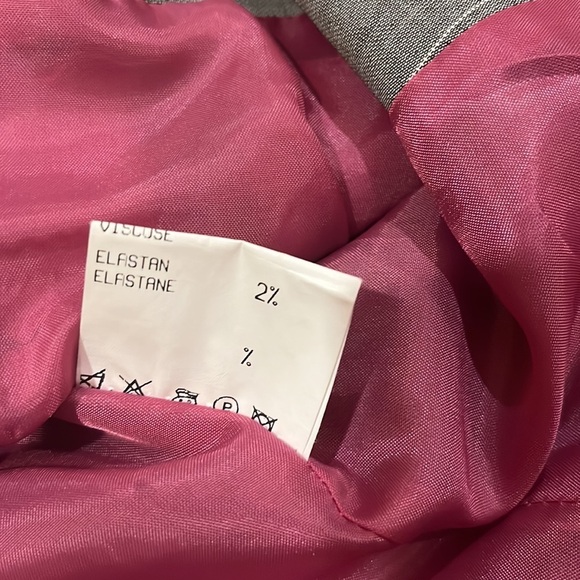 VISCOSE
ELASTAN
ELASTANE 2%
%
P